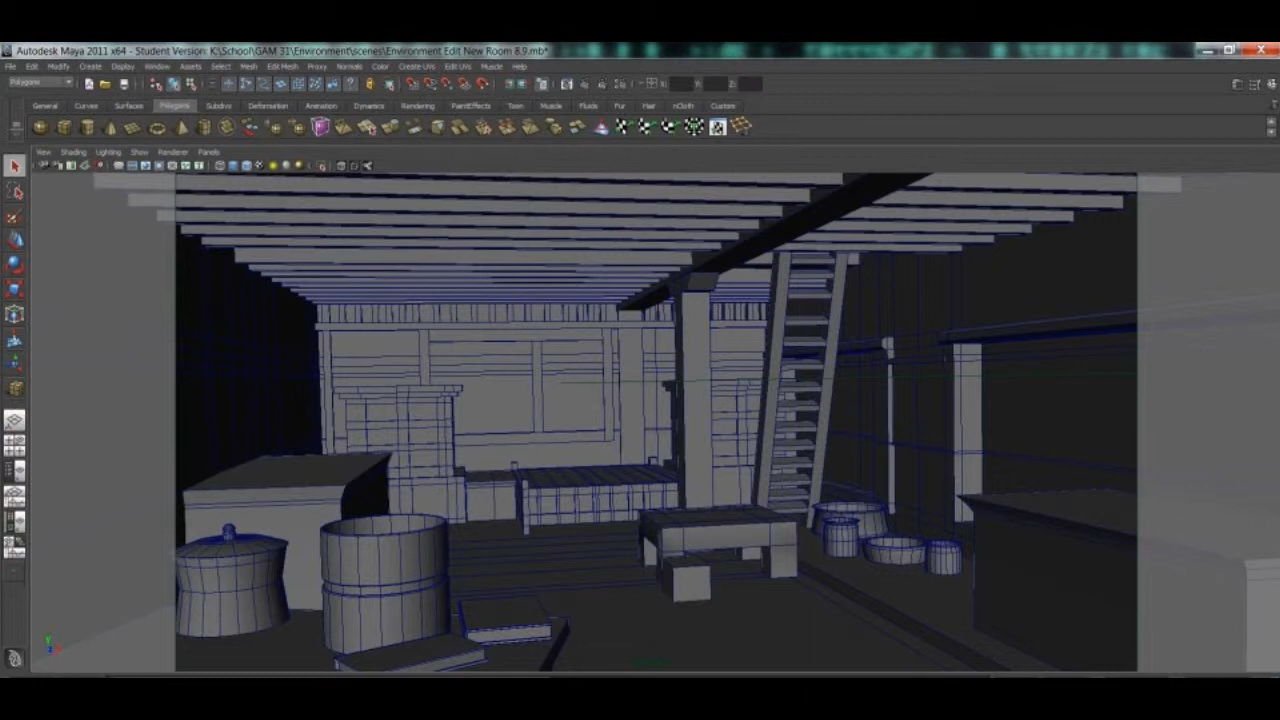 Autodesk Maya 2011 x64 - Student Version: K:\School\GAM 31\Environment\scenes\Environment Edit New Room 8.9.mb*
File Edit Modify Create Display Window Assets Select Mesh Edit Mesh Proxy Normals Color Create UVs Edit UVs Muscle Help
Polygons X: Y: Z:
General Curves Surfaces Polygons Subdivs Deformation Animation Dynamics Rendering PaintEffects Toon Muscle Fluids Fur Hair nCloth Custom
View Shading Lighting Show Renderer Panels
y